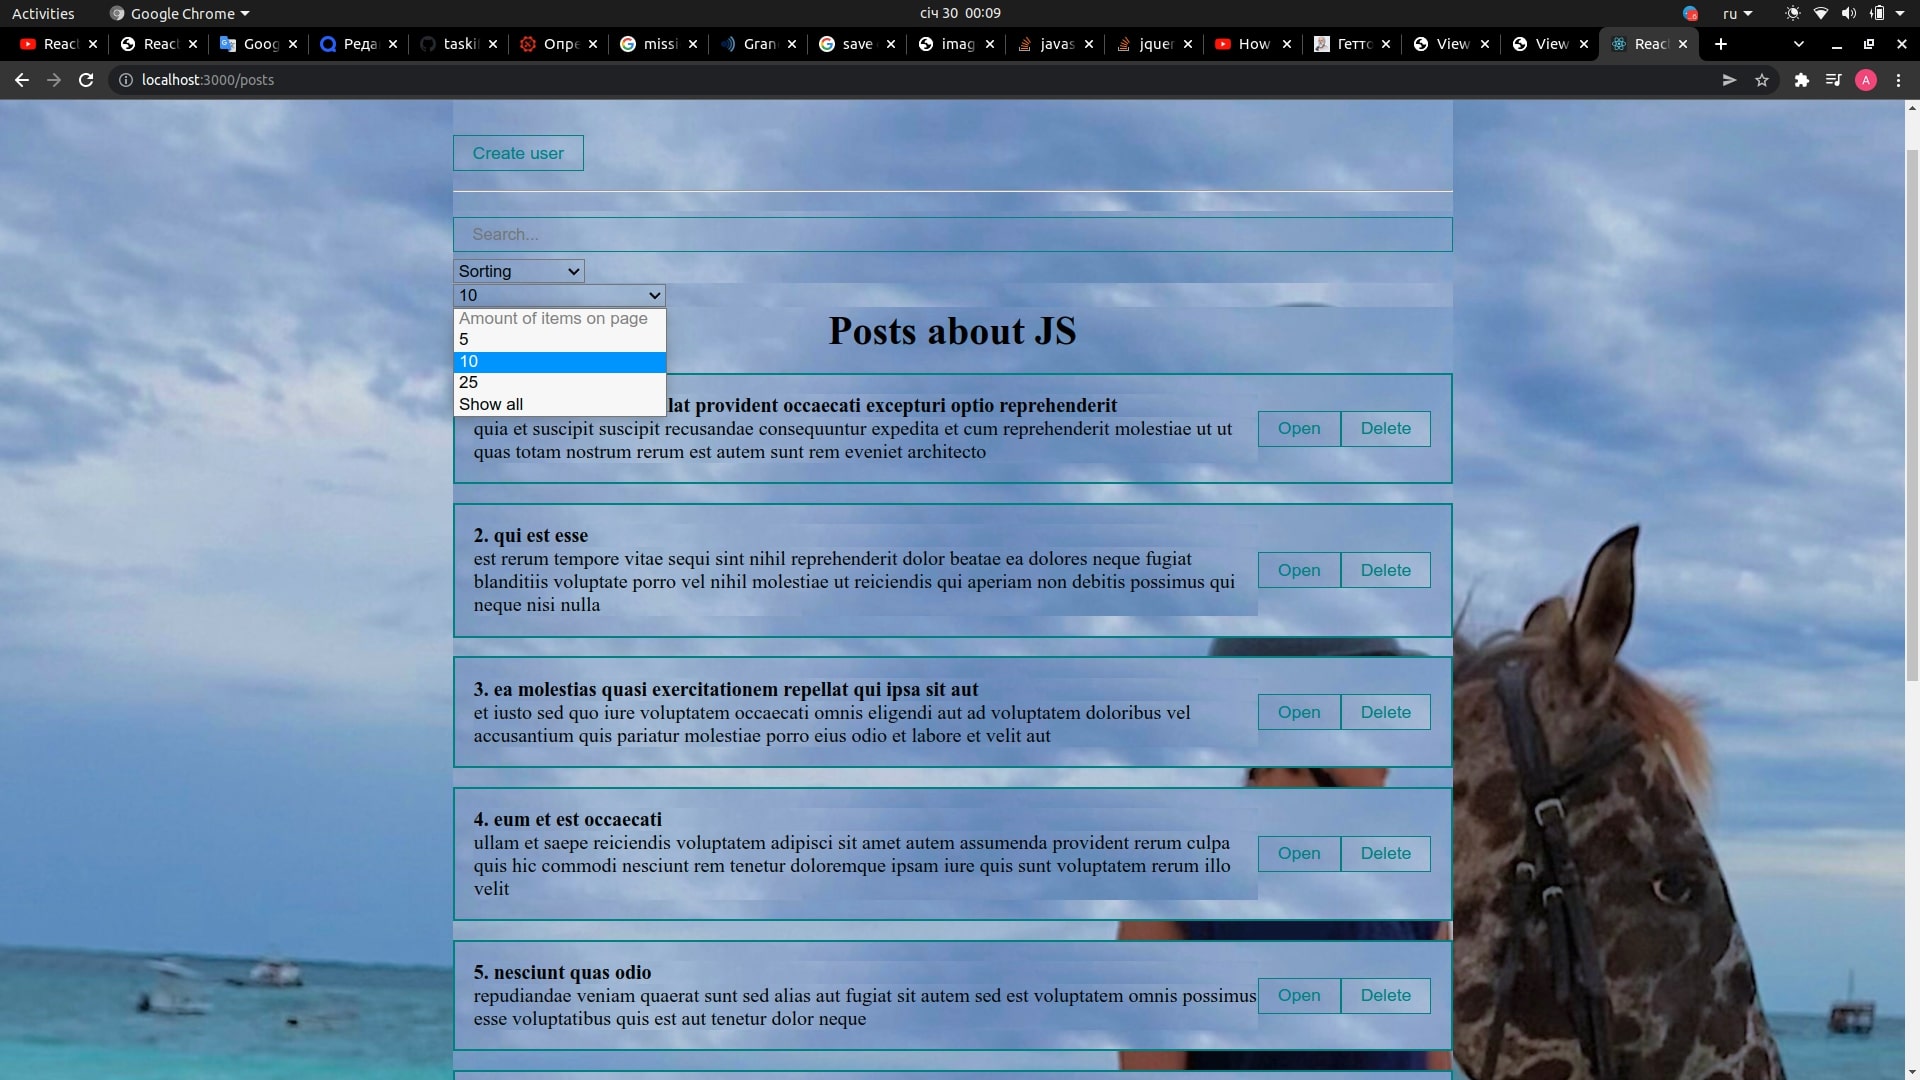 Activities
Google Chrome
січ 30 00:09
ru
Reac
Reac
Goog
Реда
taski
Опре
missi
Gran
save
imag
javas
jquer
How
Гетто
View
View
Reac
localhost:3000/posts
A
Create user
Search...
Sorting
10
Amount of items on page
5
10
25
Show all
Posts about JS
lat provident occaecati excepturi optio reprehenderit
quia et suscipit suscipit recusandae consequuntur expedita et cum reprehenderit molestiae ut ut
quas totam nostrum rerum est autem sunt rem eveniet architecto
Open
Delete
2. qui est esse
est rerum tempore vitae sequi sint nihil reprehenderit dolor beatae ea dolores neque fugiat
blanditiis voluptate porro vel nihil molestiae ut reiciendis qui aperiam non debitis possimus qui
neque nisi nulla
Open
Delete
3. ea molestias quasi exercitationem repellat qui ipsa sit aut
et iusto sed quo iure voluptatem occaecati omnis eligendi aut ad voluptatem doloribus vel
accusantium quis pariatur molestiae porro eius odio et labore et velit aut
Open
Delete
4. eum et est occaecati
ullam et saepe reiciendis voluptatem adipisci sit amet autem assumenda provident rerum culpa
quis hic commodi nesciunt rem tenetur doloremque ipsam iure quis sunt voluptatem rerum illo
velit
Open
Delete
5. nesciunt quas odio
repudiandae veniam quaerat sunt sed alias aut fugiat sit autem sed est voluptatem omnis possimus
esse voluptatibus quis est aut tenetur dolor neque
Open
Delete